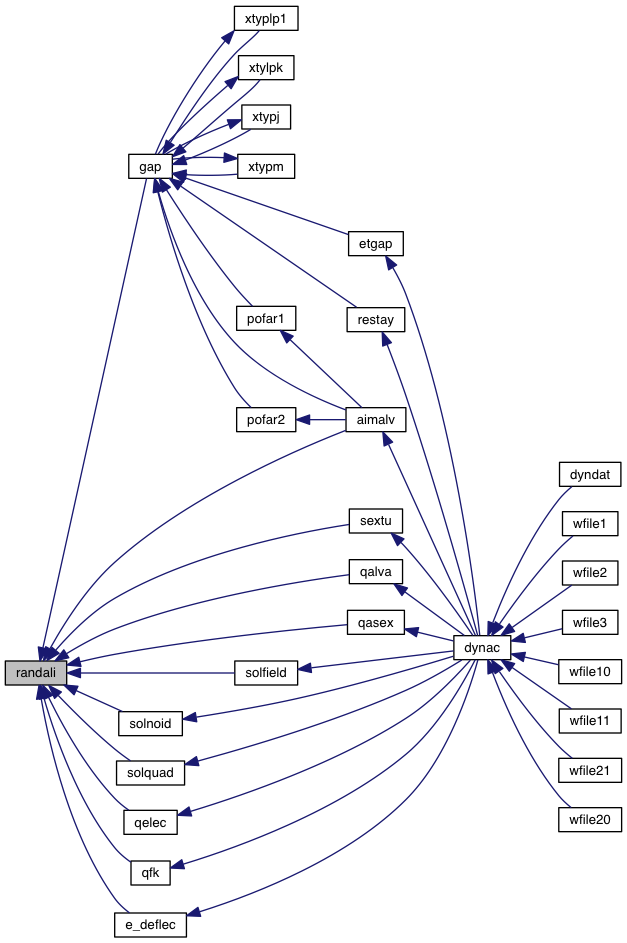 xtyplp1
xtylpk
xtypj
gap
xtypm
etgap
pofar1
restay
pofar2
aimalv
dyndat
sextu
wfile1
qalva
wfile2
qasex
wfile3
dynac
randali
solfield
wfile10
solnoid
wfile11
solquad
wfile21
qelec
wfile20
qfk
e_deflec